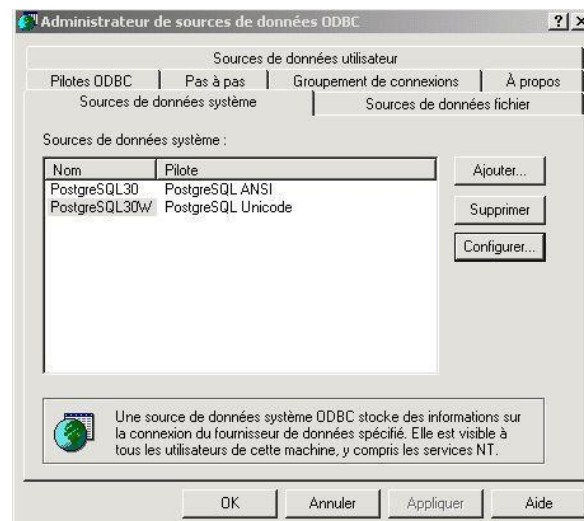 Administrateur de sources de données ODBC
Sources de données utilisateur
Pilotes ODBC Pas à pas Groupement de connexions À propos
Sources de données système Sources de données fichier
Sources de données système :
Nom Pilote
PostgreSQL30 PostgreSQL ANSI
PostgreSQL30W PostgreSQL Unicode
Ajouter...
Supprimer
Configurer...
Une source de données système ODBC stocke des informations sur
la connexion du fournisseur de données spécifié. Elle est visible à
tous les utilisateurs de cette machine, y compris les services NT.
OK Annuler Appliquer Aide